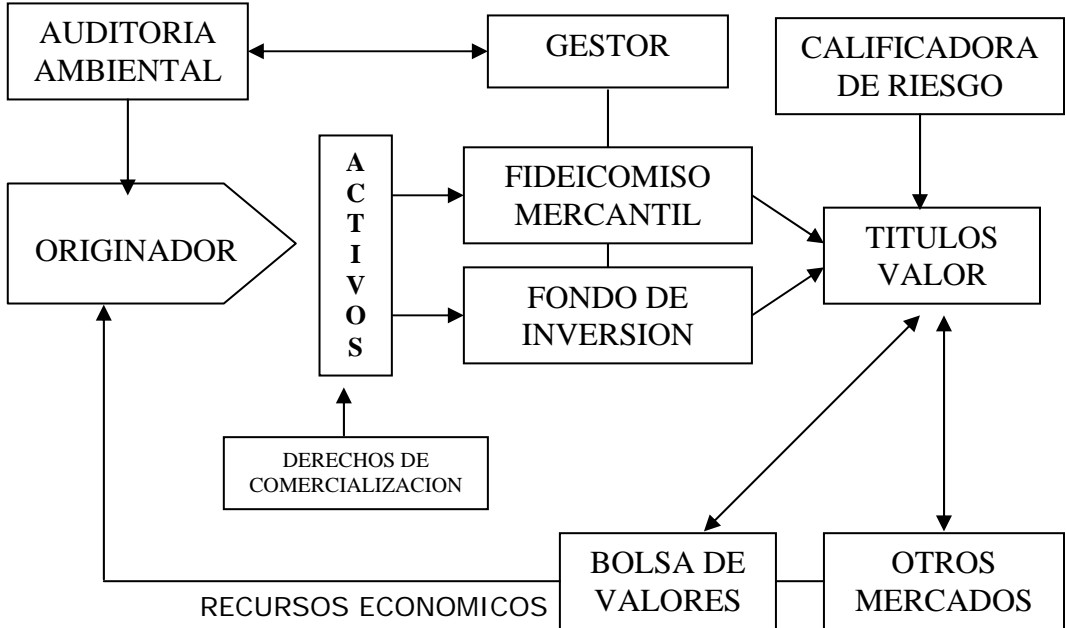 AUDITORIA
AMBIENTAL
GESTOR
CALIFICADORA
DE RIESGO
ORIGINADOR
A
C
T
I
V
O
S
FIDEICOMISO
MERCANTIL
FONDO DE
INVERSION
TITULOS
VALOR
DERECHOS DE
COMERCIALIZACION
BOLSA DE
VALORES
OTROS
MERCADOS
RECURSOS ECONOMICOS